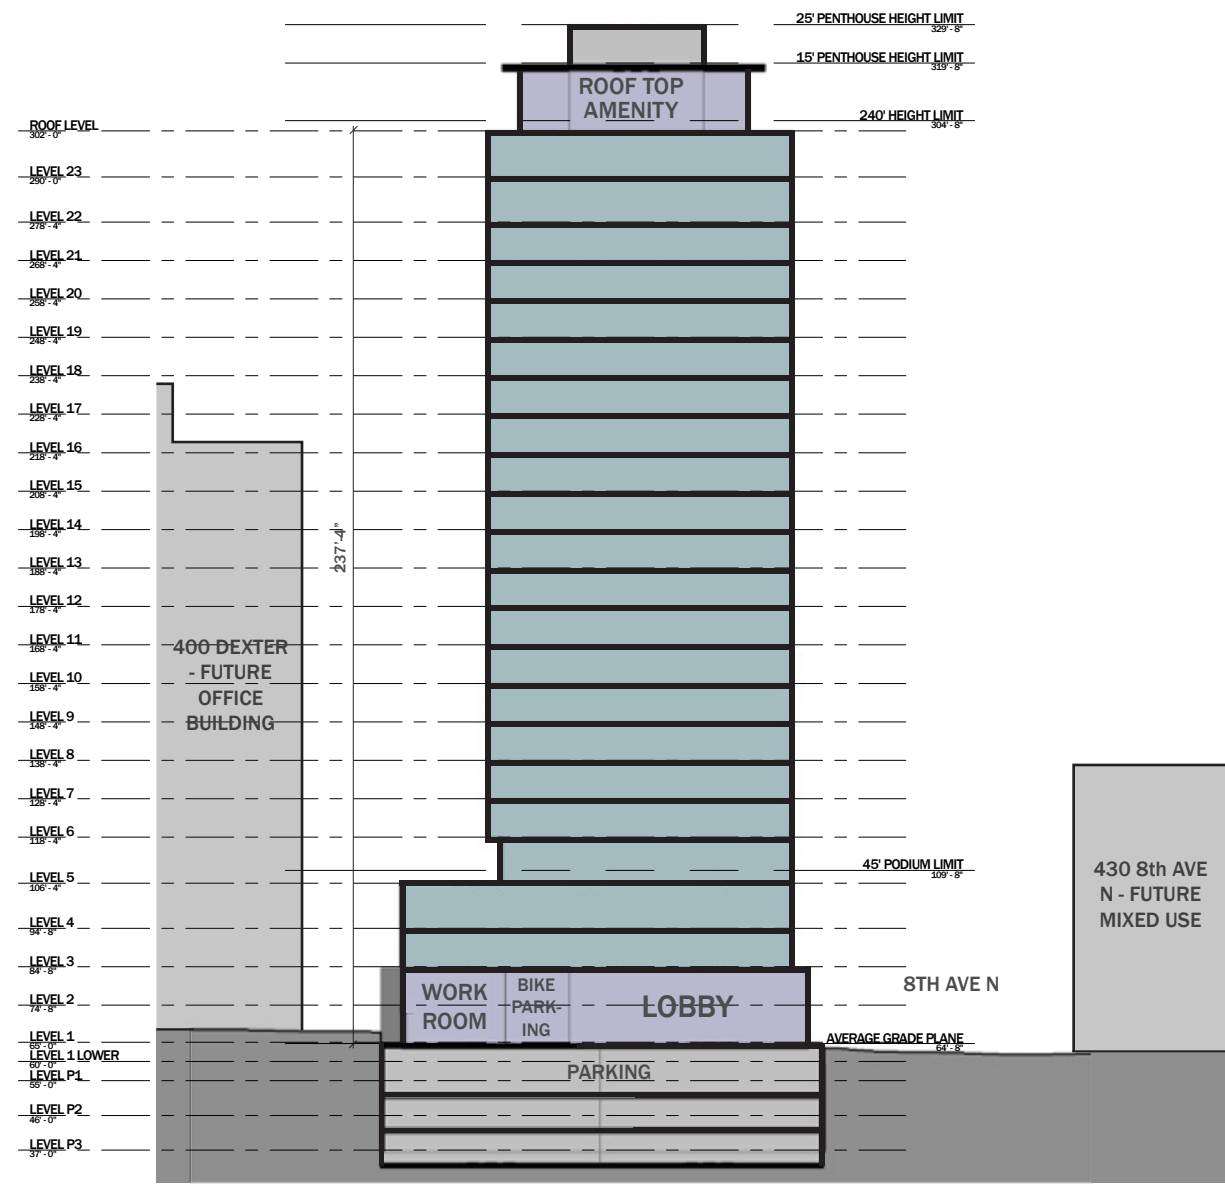 25' PENTHOUSE HEIGHT LIMIT
329' - 8"
15' PENTHOUSE HEIGHT LIMIT
319' - 8"
ROOF TOP
AMENITY
240' HEIGHT LIMIT
304' - 8"
ROOF LEVEL
302' - 0"
LEVEL 23
290' - 0"
LEVEL 22
278' - 4"
LEVEL 21
268' - 4"
LEVEL 20
258' - 4"
LEVEL 19
248' - 4"
LEVEL 18
238' - 4"
LEVEL 17
228' - 4"
LEVEL 16
218' - 4"
LEVEL 15
208' - 4"
LEVEL 14
198' - 4"
LEVEL 13
188' - 4"
LEVEL 12
178' - 4"
LEVEL 11
168' - 4"
LEVEL 10
158' - 4"
LEVEL 9
148' - 4"
LEVEL 8
138' - 4"
LEVEL 7
128' - 4"
LEVEL 6
118' - 4"
LEVEL 5
106' - 4"
LEVEL 4
94' - 8"
LEVEL 3
84' - 8"
LEVEL 2
74' - 8"
LEVEL 1
65' - 0"
LEVEL 1 LOWER
60' - 0"
LEVEL P1
55' - 0"
LEVEL P2
46' - 0"
LEVEL P3
37' - 0"
237'-4"
400 DEXTER
- FUTURE
OFFICE
BUILDING
45' PODIUM LIMIT
109' - 8"
430 8th AVE
N - FUTURE
MIXED USE
WORK
ROOM
BIKE
PARK-
ING
LOBBY
8TH AVE N
AVERAGE GRADE PLANE
64' - 8"
PARKING